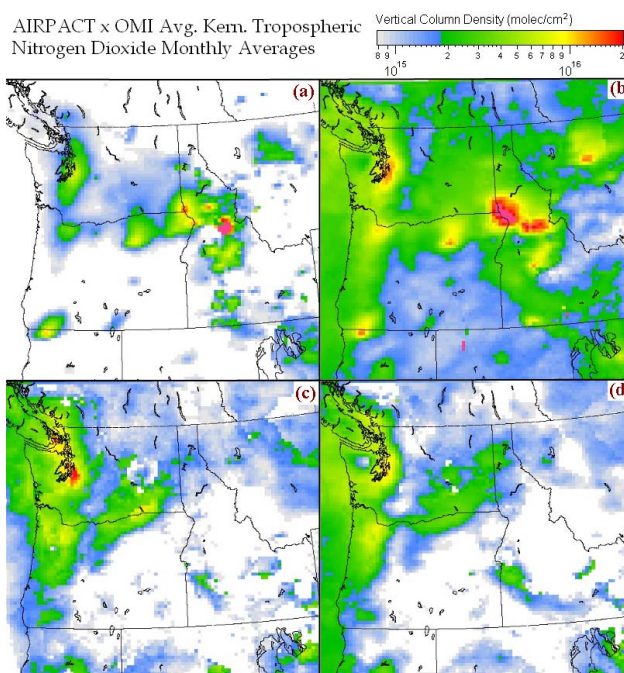 AIRPACT x OMI Avg. Kern. Tropospheric
Nitrogen Dioxide Monthly Averages
Vertical Column Density (molec/cm²)
8 9 2 3 4 5 6 7 8 9 2
10¹⁵ 10¹⁶
(a)
(b)
(c)
(d)